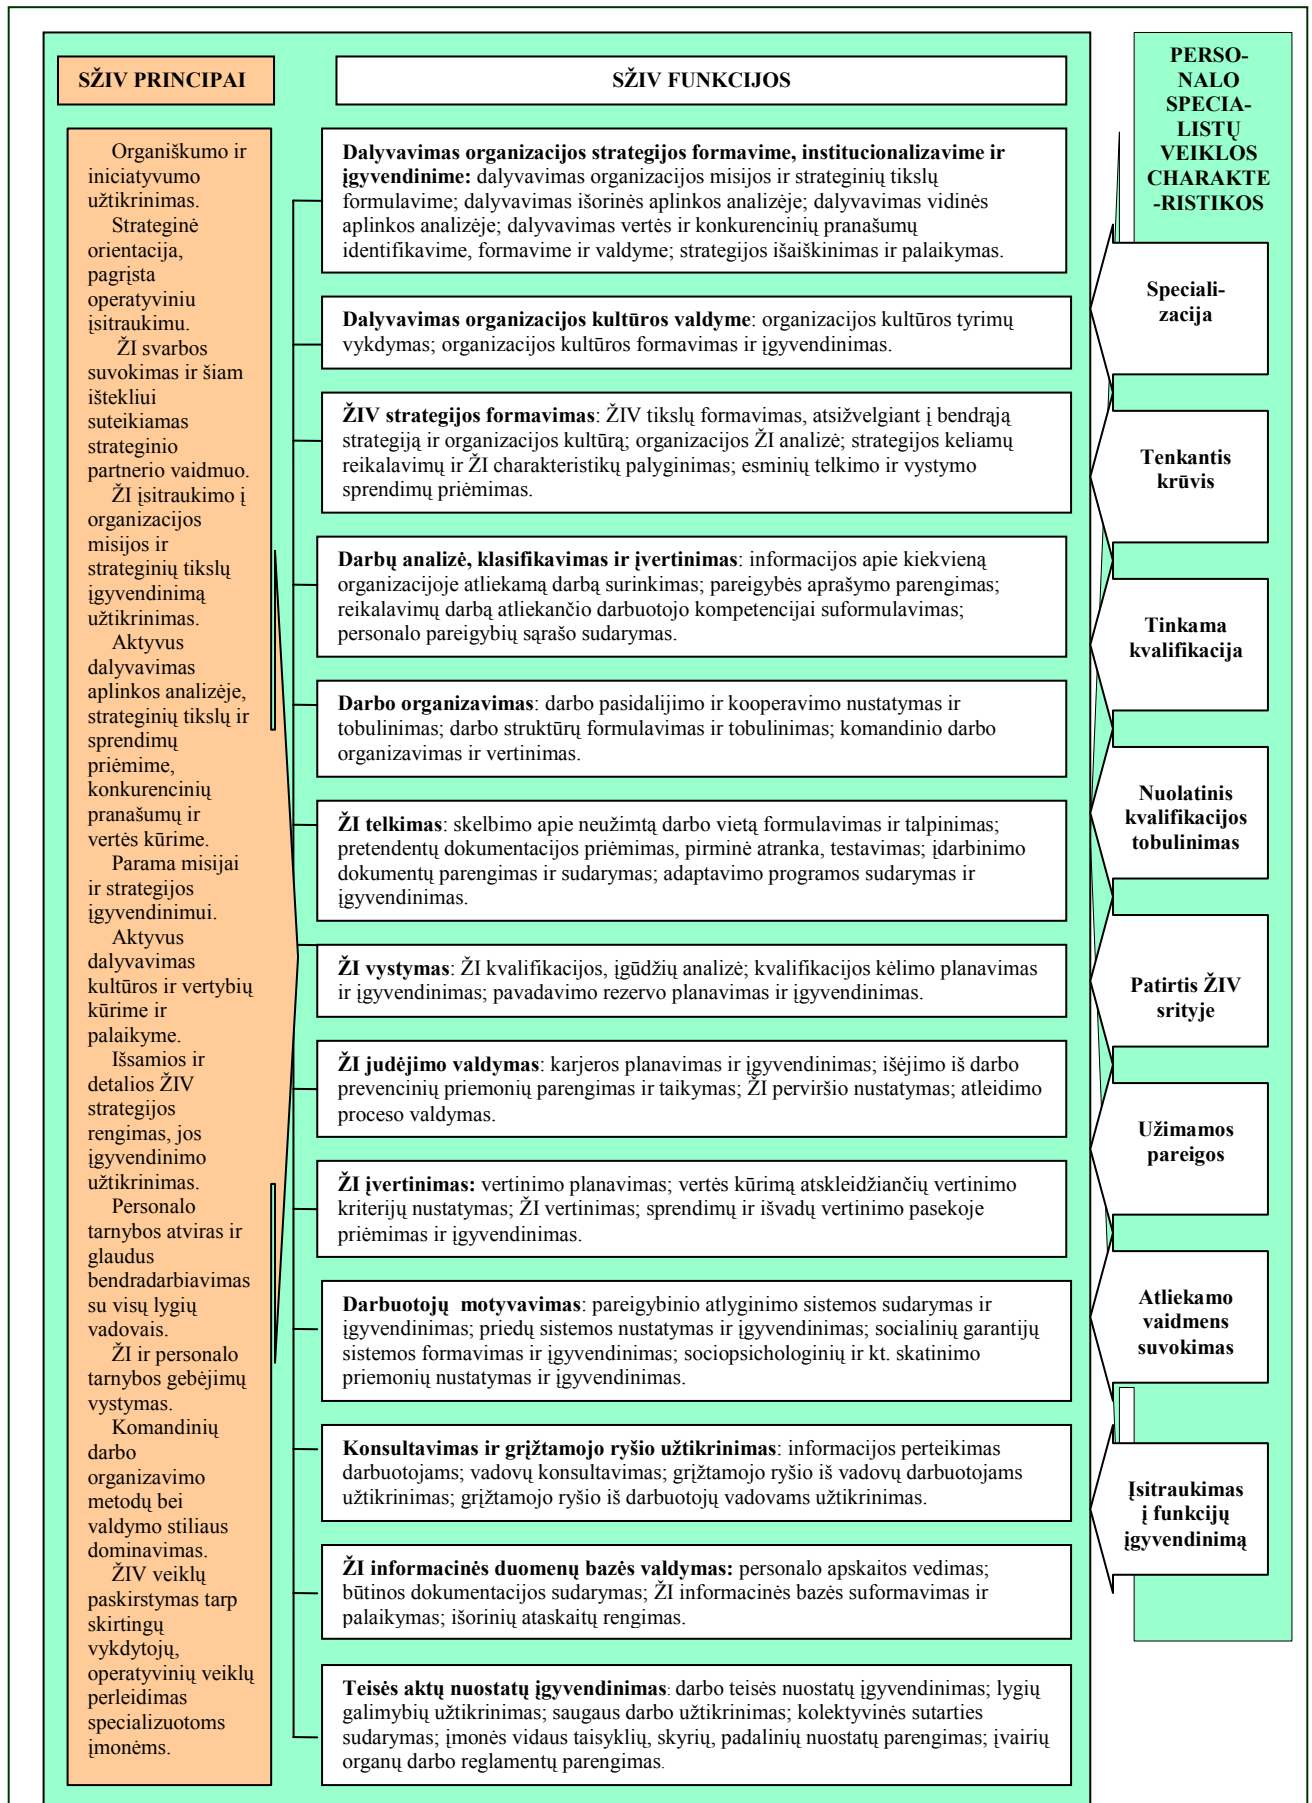 SŽIV PRINCIPAI
Organiškumo ir
iniciatyvumo
užtikrinimas.
Strateginė
orientacija,
pagrįsta
operatyviniu
įsitraukimu.
ŽI svarbos
suvokimas ir šiam
ištekliui
suteikiamas
strateginio
partnerio vaidmuo.
ŽI įsitraukimo į
organizacijos
misijos ir
strateginių tikslų
įgyvendinimą
užtikrinimas.
Aktyvus
dalyvavimas
aplinkos analizėje,
strateginių tikslų ir
sprendimų
priėmime,
konkurencinių
pranašumų ir
vertės kūrime.
Parama misijai
ir strategijos
įgyvendinimui.
Aktyvus
dalyvavimas
kultūros ir vertybių
kūrime ir
palaikyme.
Išsamios ir
detalios ŽIV
strategijos
rengimas, jos
įgyvendinimo
užtikrinimas.
Personalo
tarnybos atviras ir
glaudus
bendradarbiavimas
su visų lygių
vadovais.
ŽI ir personalo
tarnybos gebėjimų
vystymas.
Komandinių
darbo
organizavimo
metodų bei
valdymo stiliaus
dominavimas.
ŽIV veiklų
paskirstymas tarp
skirtingų
vykdytojų,
operatyvinių veiklų
perleidimas
specializuotoms
įmonėms.
SŽIV FUNKCIJOS
Dalyvavimas organizacijos strategijos formavime, institucionalizavime ir
įgyvendinime: dalyvavimas organizacijos misijos ir strateginių tikslų
formulavime; dalyvavimas išorinės aplinkos analizėje; dalyvavimas vidinės
aplinkos analizėje; dalyvavimas vertės ir konkurencinių pranašumų
identifikavime, formavime ir valdyme; strategijos išaiškinimas ir palaikymas.
Dalyvavimas organizacijos kultūros valdyme: organizacijos kultūros tyrimų
vykdymas; organizacijos kultūros formavimas ir įgyvendinimas.
ŽIV strategijos formavimas: ŽIV tikslų formavimas, atsižvelgiant į bendrąją
strategiją ir organizacijos kultūrą; organizacijos ŽI analizė; strategijos keliamų
reikalavimų ir ŽI charakteristikų palyginimas; esminių telkimo ir vystymo
sprendimų priėmimas.
Darbų analizė, klasifikavimas ir įvertinimas: informacijos apie kiekvieną
organizacijoje atliekamą darbą surinkimas; pareigybės aprašymo parengimas;
reikalavimų darbą atliekančio darbuotojo kompetencijai suformulavimas;
personalo pareigybių sąrašo sudarymas.
Darbo organizavimas: darbo pasidalijimo ir kooperavimo nustatymas ir
tobulinimas; darbo struktūrų formulavimas ir tobulinimas; komandinio darbo
organizavimas ir vertinimas.
ŽI telkimas: skelbimo apie neužimtą darbo vietą formulavimas ir talpinimas;
pretendentų dokumentacijos priėmimas, pirminė atranka, testavimas; įdarbinimo
dokumentų parengimas ir sudarymas; adaptavimo programos sudarymas ir
įgyvendinimas.
ŽI vystymas: ŽI kvalifikacijos, įgūdžių analizė; kvalifikacijos kėlimo planavimas
ir įgyvendinimas; pavadavimo rezervo planavimas ir įgyvendinimas.
ŽI judėjimo valdymas: karjeros planavimas ir įgyvendinimas; išėjimo iš darbo
prevencinių priemonių parengimas ir taikymas; ŽI perviršio nustatymas; atleidimo
proceso valdymas.
ŽI įvertinimas: vertinimo planavimas; vertės kūrimą atskleidžiančių vertinimo
kriterijų nustatymas; ŽI vertinimas; sprendimų ir išvadų vertinimo pasekoje
priėmimas ir įgyvendinimas.
Darbuotojų motyvavimas: pareigybinio atlyginimo sistemos sudarymas ir
įgyvendinimas; priedų sistemos nustatymas ir įgyvendinimas; socialinių garantijų
sistemos formavimas ir įgyvendinimas; sociopsichologinių ir kt. skatinimo
priemonių nustatymas ir įgyvendinimas.
Konsultavimas ir grįžtamojo ryšio užtikrinimas: informacijos perteikimas
darbuotojams; vadovų konsultavimas; grįžtamojo ryšio iš vadovų darbuotojams
užtikrinimas; grįžtamojo ryšio iš darbuotojų vadovams užtikrinimas.
ŽI informacinės duomenų bazės valdymas: personalo apskaitos vedimas;
būtinos dokumentacijos sudarymas; ŽI informacinės bazės suformavimas ir
palaikymas; išorinių ataskaitų rengimas.
Teisės aktų nuostatų įgyvendinimas: darbo teisės nuostatų įgyvendinimas; lygių
galimybių užtikrinimas; saugaus darbo užtikrinimas; kolektyvinės sutarties
sudarymas; įmonės vidaus taisyklių, skyrių, padalinių nuostatų parengimas; įvairių
organų darbo reglamentų parengimas.
PERSO-
NALO
SPECIA-
LISTŲ
VEIKLOS
CHARAKTE
-RISTIKOS
Speciali-
zacija
Tenkantis
krūvis
Tinkama
kvalifikacija
Nuolatinis
kvalifikacijos
tobulinimas
Patirtis ŽIV
srityje
Užimamos
pareigos
Atliekamo
vaidmens
suvokimas
Įsitraukimas
į funkcijų
įgyvendinimą